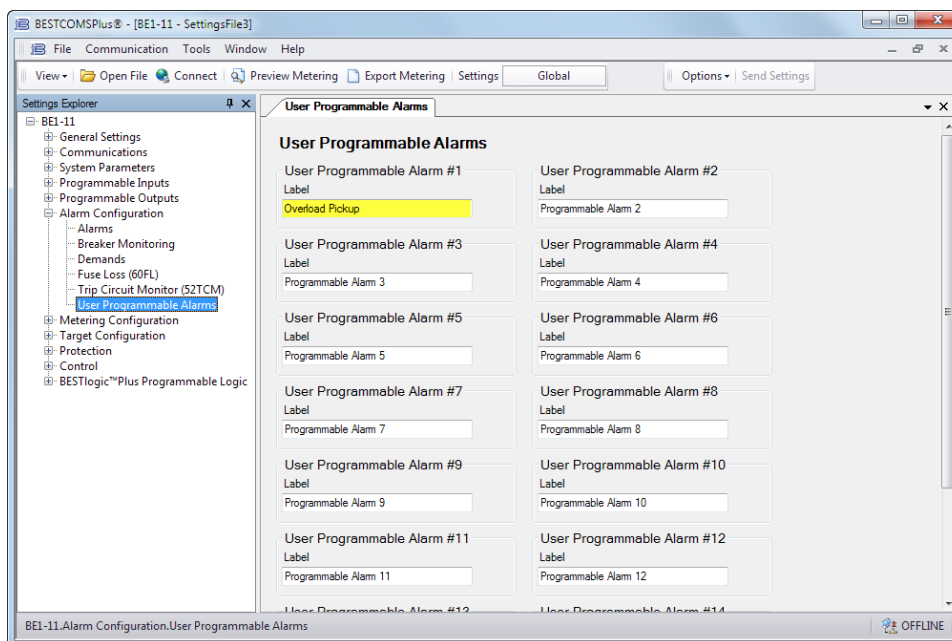 BESTCOMSPlus® - [BE1-11 - SettingsFile3]
File Communication Tools Window Help
View Open File Connect Preview Metering Export Metering Settings Global Options Send Settings
Settings Explorer
BE1-11
General Settings
Communications
System Parameters
Programmable Inputs
Programmable Outputs
Alarm Configuration
Alarms
Breaker Monitoring
Demands
Fuse Loss (60FL)
Trip Circuit Monitor (52TCM)
User Programmable Alarms
Metering Configuration
Target Configuration
Protection
Control
BESTlogic™Plus Programmable Logic
User Programmable Alarms
User Programmable Alarms
User Programmable Alarm #1
Label
Overload Pickup
User Programmable Alarm #2
Label
Programmable Alarm 2
User Programmable Alarm #3
Label
Programmable Alarm 3
User Programmable Alarm #4
Label
Programmable Alarm 4
User Programmable Alarm #5
Label
Programmable Alarm 5
User Programmable Alarm #6
Label
Programmable Alarm 6
User Programmable Alarm #7
Label
Programmable Alarm 7
User Programmable Alarm #8
Label
Programmable Alarm 8
User Programmable Alarm #9
Label
Programmable Alarm 9
User Programmable Alarm #10
Label
Programmable Alarm 10
User Programmable Alarm #11
Label
Programmable Alarm 11
User Programmable Alarm #12
Label
Programmable Alarm 12
User Programmable Alarm #13
User Programmable Alarm #14
BE1-11.Alarm Configuration.User Programmable Alarms
OFFLINE